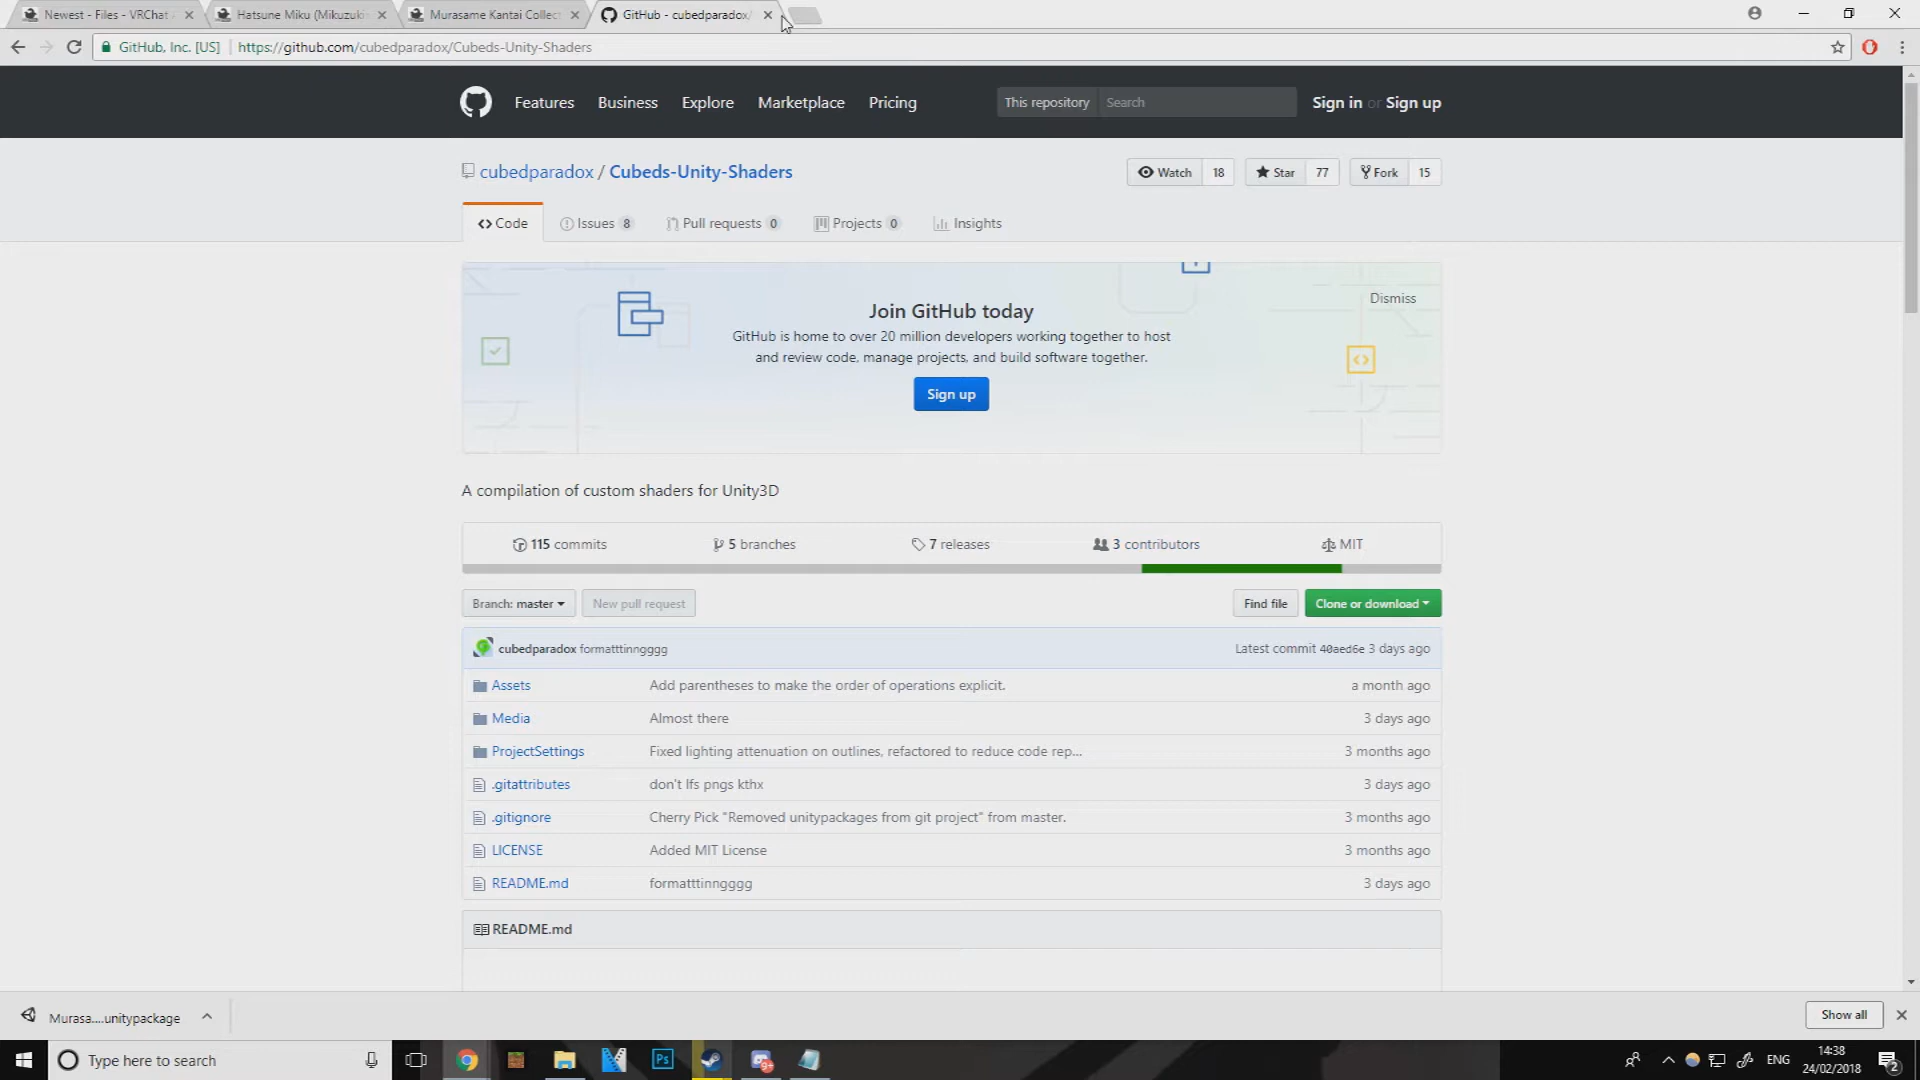 Newest - Files - VRChat
Hatsune Miku (Mikuzuki
Murasame Kantai Collect
GitHub - cubedparadox/
GitHub, Inc. [US]
https://github.com/cubedparadox/Cubeds-Unity-Shaders
Features
Business
Explore
Marketplace
Pricing
This repository
Search
Sign in or Sign up
cubedparadox / Cubeds-Unity-Shaders
Watch 18
Star 77
Fork 15
Code
Issues 8
Pull requests 0
Projects 0
Insights
Dismiss
Join GitHub today
GitHub is home to over 20 million developers working together to host
and review code, manage projects, and build software together.
Sign up
A compilation of custom shaders for Unity3D
115 commits
5 branches
7 releases
3 contributors
MIT
Branch: master
New pull request
Find file
Clone or download
cubedparadox formatttinngggg
Latest commit 40aed6e 3 days ago
Assets Add parentheses to make the order of operations explicit. a month ago
Media Almost there 3 days ago
ProjectSettings Fixed lighting attenuation on outlines, refactored to reduce code rep... 3 months ago
.gitattributes don't lfs pngs kthx 3 days ago
.gitignore Cherry Pick "Removed unitypackages from git project" from master. 3 months ago
LICENSE Added MIT License 3 months ago
README.md formatttinngggg 3 days ago
README.md
Murasa....unitypackage
Show all
Type here to search
Ps
9+
ENG
14:38
24/02/2018
2